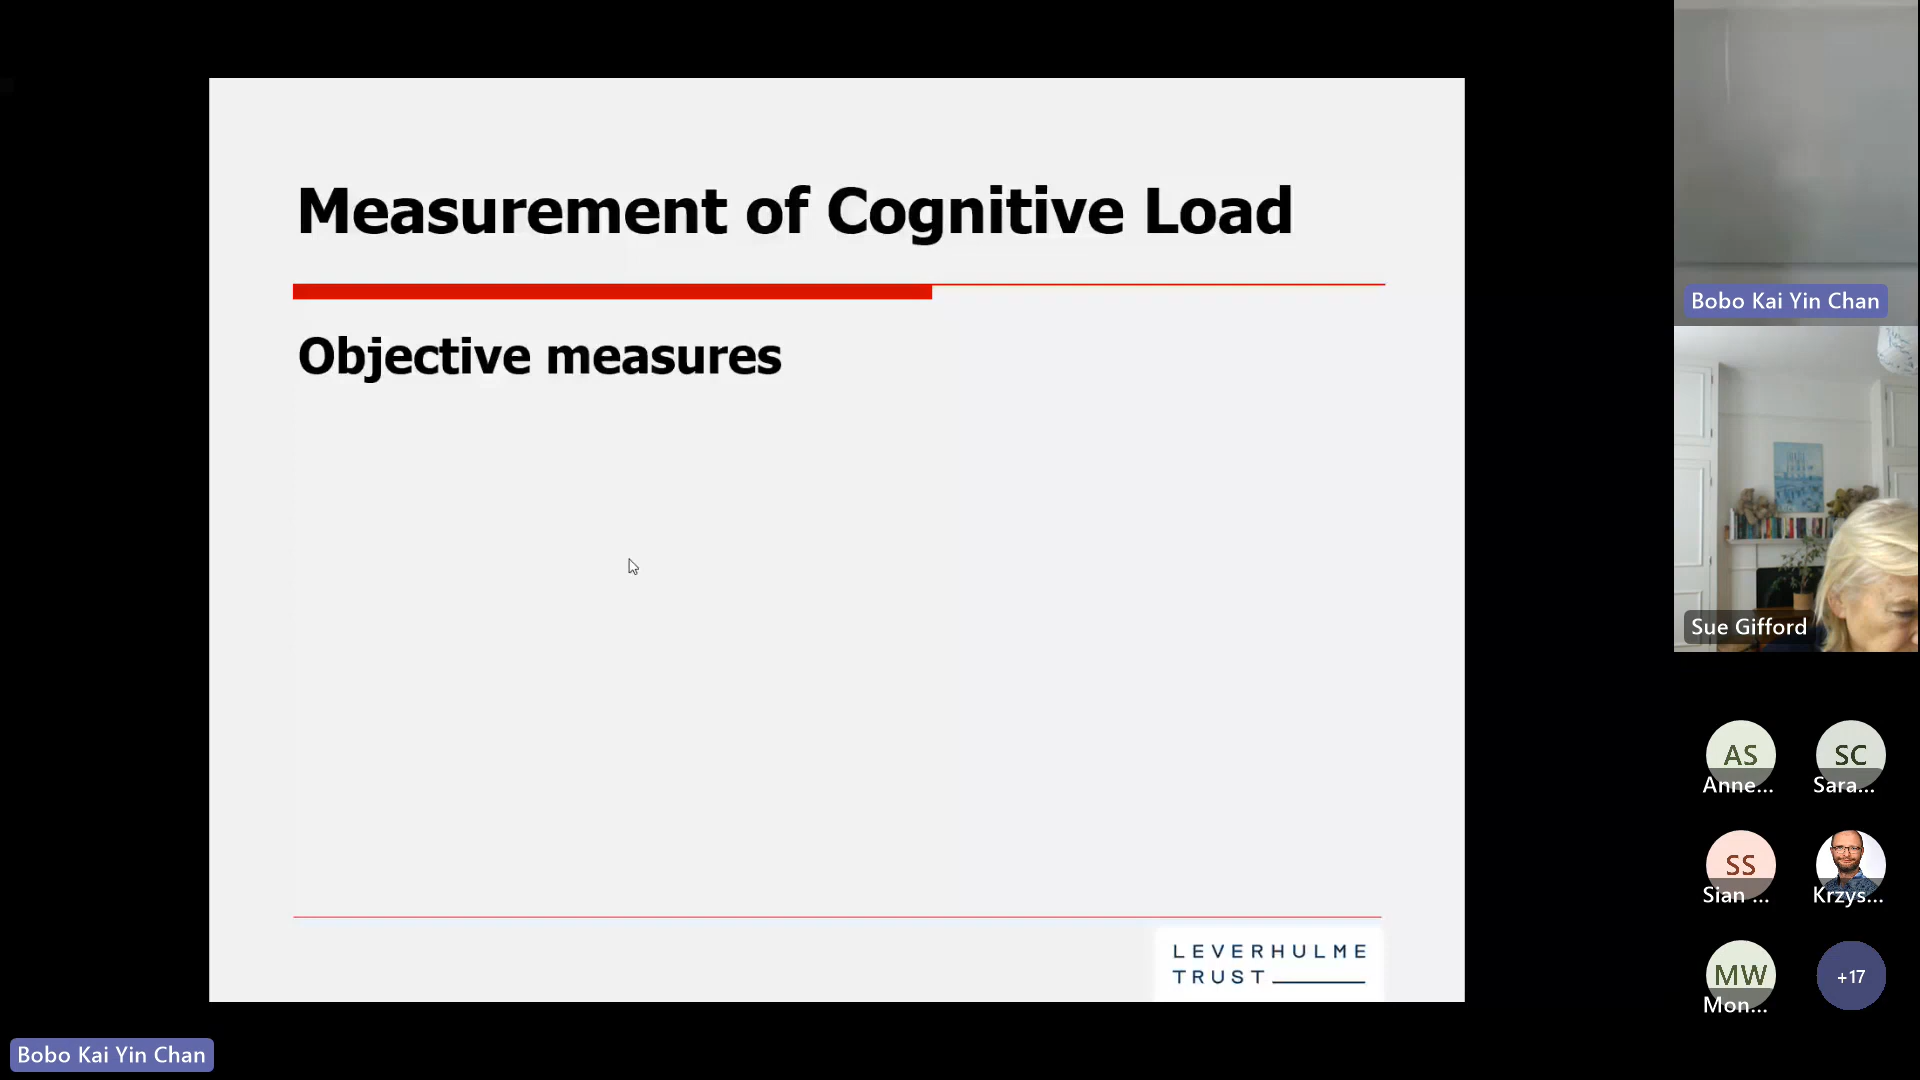 Measurement of Cognitive Load
Objective measures
LEVERHULME
TRUST
Bobo Kai Yin Chan
Bobo Kai Yin Chan
Sue Gifford
AS
Anne...
SC
Sara...
SS
Sian ...
Krzys...
MW
Mon...
+17